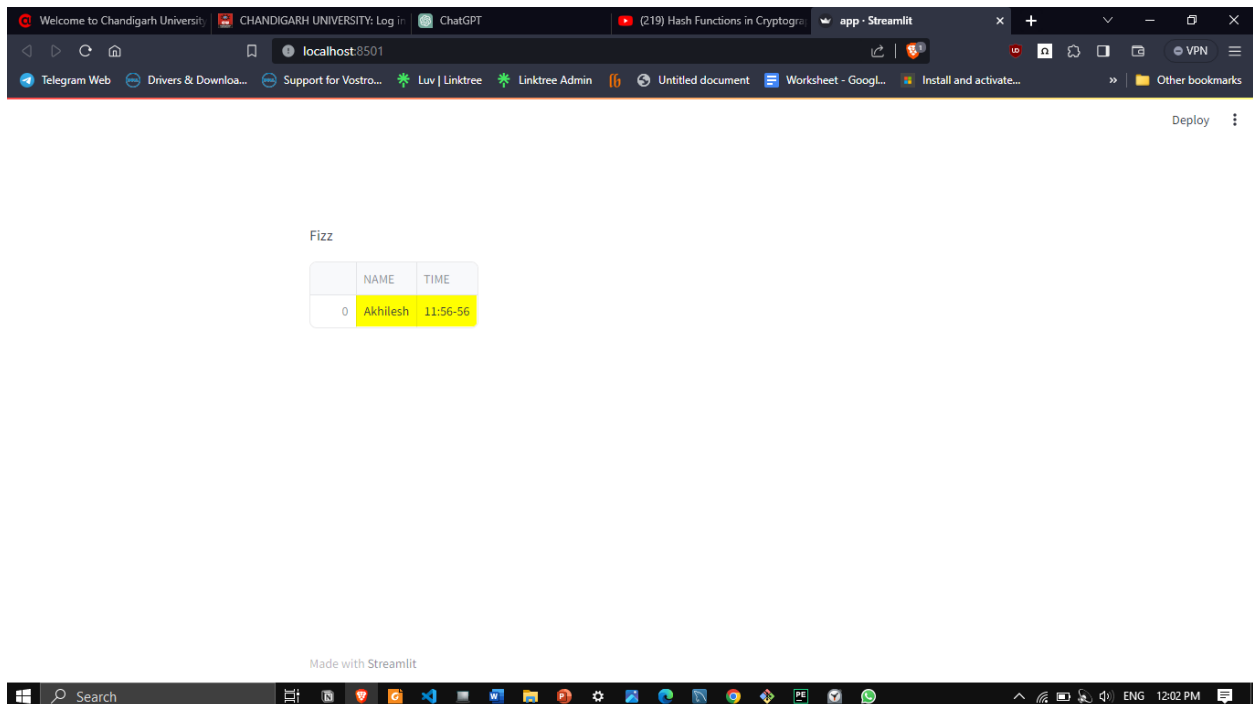 Welcome to Chandigarh University
CHANDIGARH UNIVERSITY: Log in
ChatGPT
(219) Hash Functions in Cryptogra
app · Streamlit
localhost:8501
VPN
Telegram Web
Drivers & Downloa...
Support for Vostro...
Luv | Linktree
Linktree Admin
Untitled document
Worksheet - Googl...
Install and activate...
»
Other bookmarks
Deploy
Fizz
NAME TIME
0 Akhilesh 11:56-56
Made with Streamlit
Search
ENG 12:02 PM